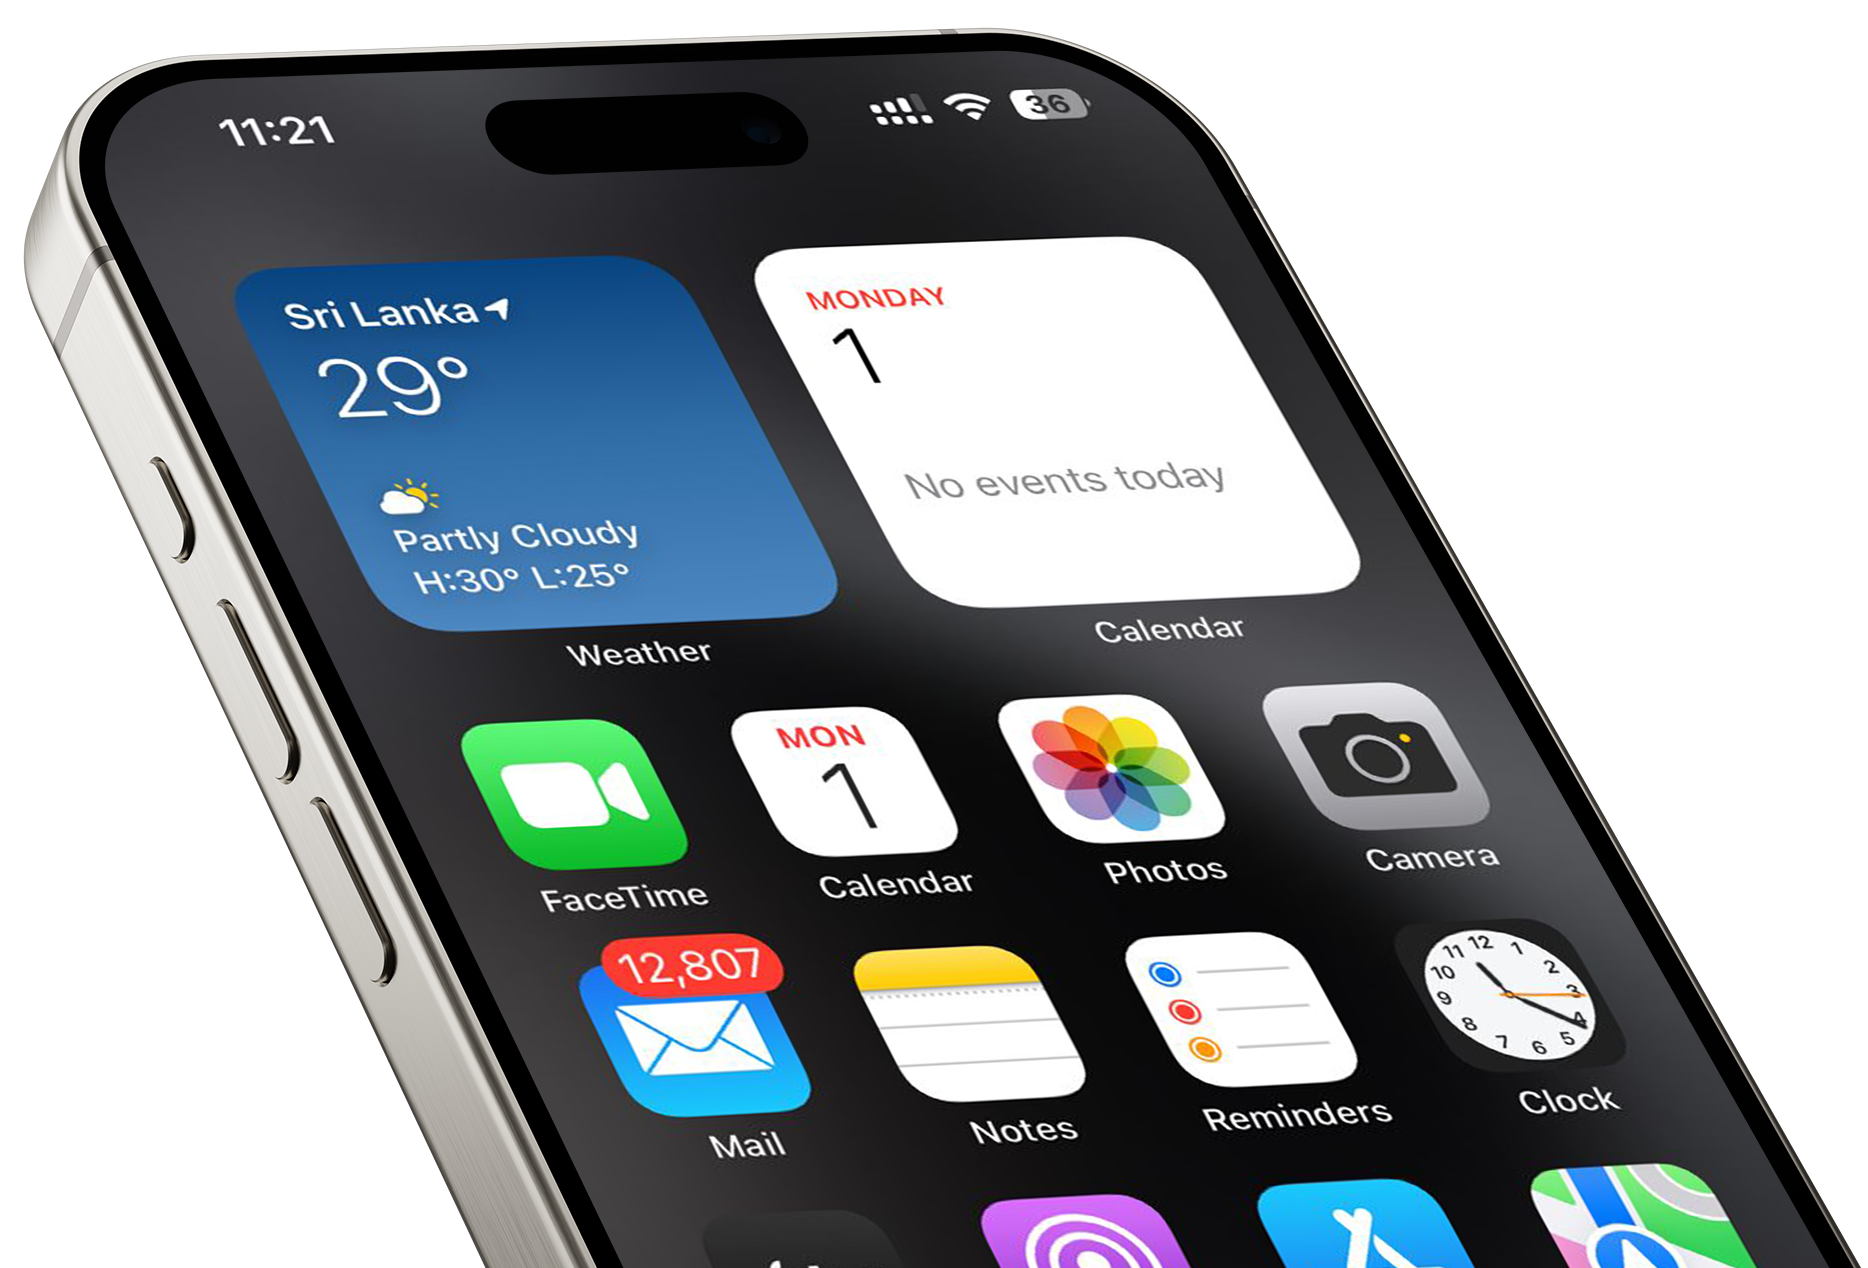 11:21
36
Sri Lanka
29°
Partly Cloudy
H:30° L:25°
Weather
MONDAY
1
No events today
Calendar
FaceTime
MON
1
Calendar
Photos
Camera
12,807
Mail
Notes
Reminders
12
1
2
3
4
5
6
7
8
9
10
11
Clock